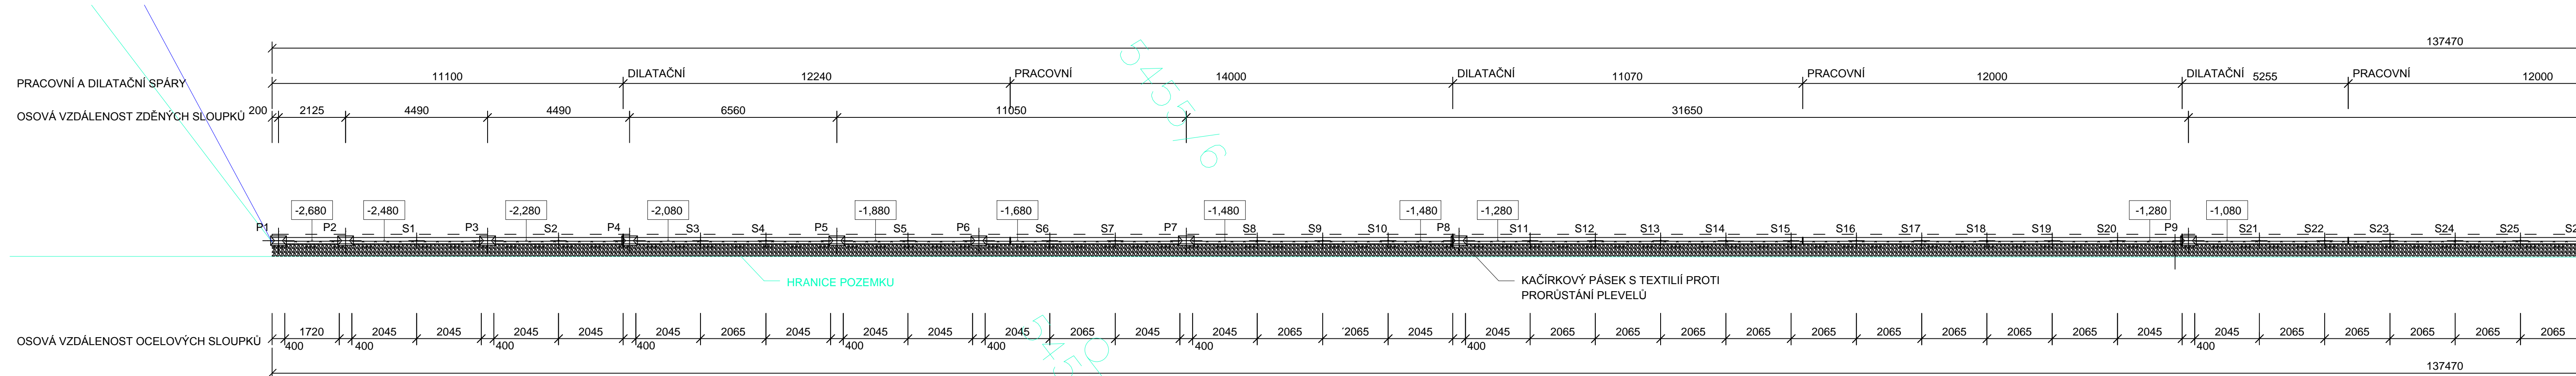 137470
PRACOVNÍ A DILATAČNÍ SPÁRY
11100 DILATAČNÍ 12240 PRACOVNÍ 14000 DILATAČNÍ 11070 PRACOVNÍ 12000 DILATAČNÍ 5255 PRACOVNÍ 12000
OSOVÁ VZDÁLENOST ZDĚNÝCH SLOUPKŮ
200 2125 4490 4490 6560 11050 31650
5455/6
-2,680 -2,480 -2,280 -2,080 -1,880 -1,680 -1,480 -1,480 -1,280 -1,280 -1,080
P1 P2 S1 P3 S2 P4 S3 S4 P5 S5 P6 S6 S7 P7 S8 S9 S10 P8 S11 S12 S13 S14 S15 S16 S17 S18 S19 S20 P9 S21 S22 S23 S24 S25
HRANICE POZEMKU
KAČÍRKOVÝ PÁSEK S TEXTILIÍ PROTI
PRORŮSTÁNÍ PLEVELŮ
OSOVÁ VZDÁLENOST OCELOVÝCH SLOUPKŮ
1720 2045 2045 2045 2045 2045 2065 2045 2045 2045 2045 2065 2045 2045 2065 2065 2045 2045 2065 2065 2065 2065 2065 2065 2065 2065 2045 2045 2065 2065 2065 2065 2065
400 400 400 400 400 400 400 400 400
137470